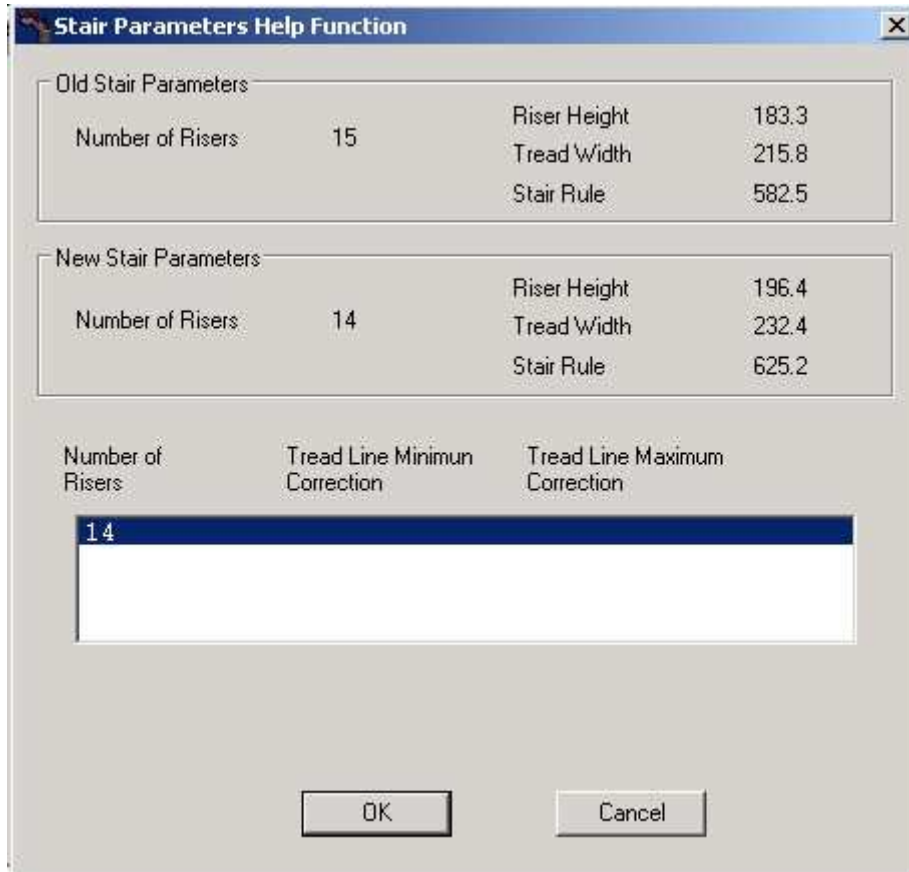 Stair Parameters Help Function
Old Stair Parameters
Number of Risers 15
Riser Height 183.3
Tread Width 215.8
Stair Rule 582.5
New Stair Parameters
Number of Risers 14
Riser Height 196.4
Tread Width 232.4
Stair Rule 625.2
Number of
Risers
Tread Line Minimun
Correction
Tread Line Maximum
Correction
14
OK Cancel